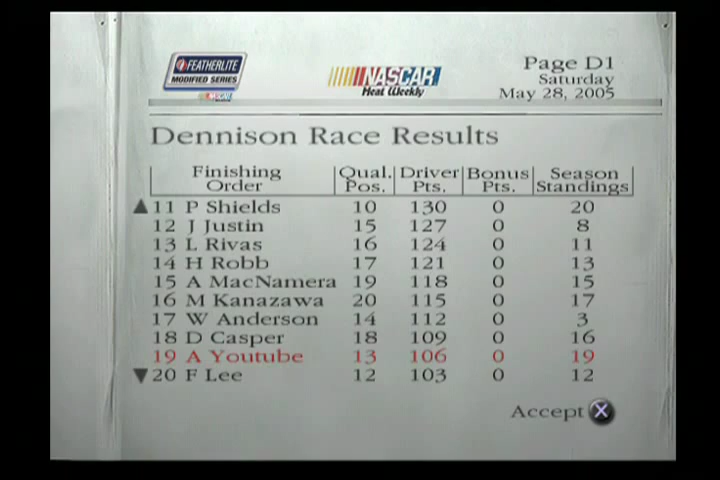 FEATHERLITE
MODIFIED SERIES
NASCAR
Heat Weekly
Page D1
Saturday
May 28, 2005
Dennison Race Results
Finishing Order Qual. Pos. Driver Pts. Bonus Pts. Season Standings
11 P Shields 10 130 0 20
12 J Justin 15 127 0 8
13 L Rivas 16 124 0 11
14 H Robb 17 121 0 13
15 A MacNamera 19 118 0 15
16 M Kanazawa 20 115 0 17
17 W Anderson 14 112 0 3
18 D Casper 18 109 0 16
19 A Youtube 13 106 0 19
20 F Lee 12 103 0 12
Accept X